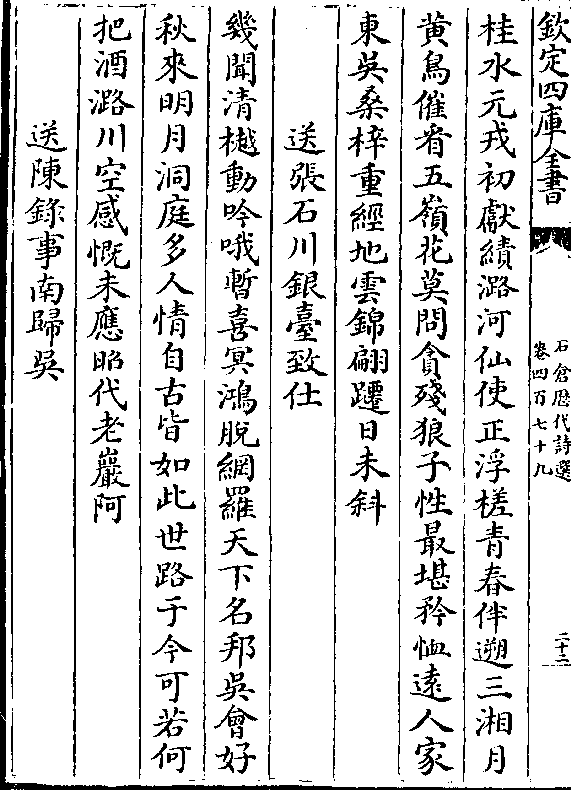 欽定四庫全書
石倉歴代詩選
卷四百七十九
二十二
桂水元戎初獻績潞河仙使正浮槎青春伴遡三湘月
黄鳥催看五嶺花莫問貪殘狼子性最堪矜恤逺人家
東吳桑梓重經地雲錦翩躚日未斜
送張石川銀臺致仕
幾聞清樾動吟哦暫喜冥鴻脫網羅天下名邦吳會好
秋來明月洞庭多人情自古皆如此世路于今可若何
把酒潞川空感慨未應昭代老巖阿
送陳錄事南歸吳